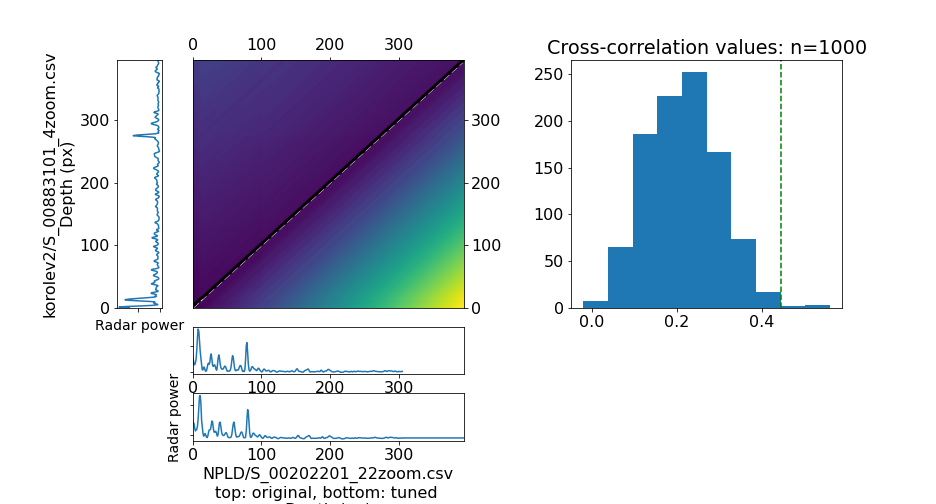 0 100 200 300
Cross-correlation values: n=1000
korolev2/S_00883101_4zoom.csv
Depth (px)
300
200
100
0
300
200
100
0
Radar power
250
200
150
100
50
0
0.0 0.2 0.4
0 100 200 300
Radar power
0 100 200 300
NPLD/S_00202201_22zoom.csv
top: original, bottom: tuned